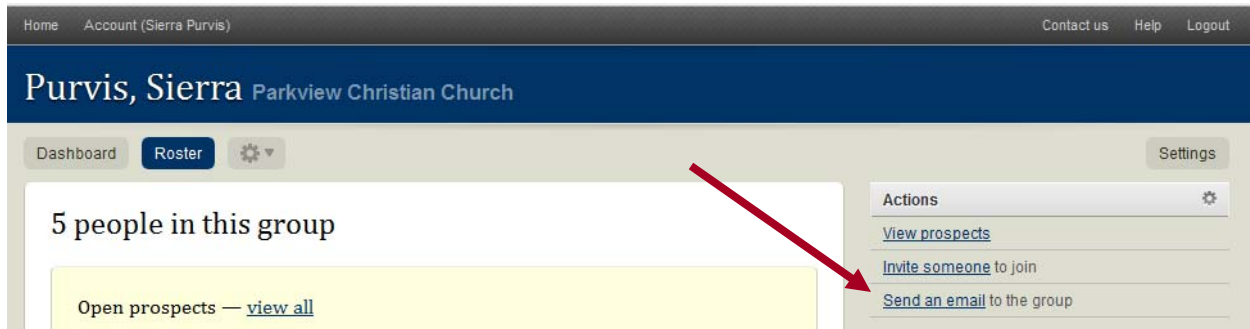 Home Account (Sierra Purvis) Contact us Help Logout
Purvis, Sierra Parkview Christian Church
Dashboard Roster Settings
5 people in this group
Open prospects — view all
Actions
View prospects
Invite someone to join
Send an email to the group